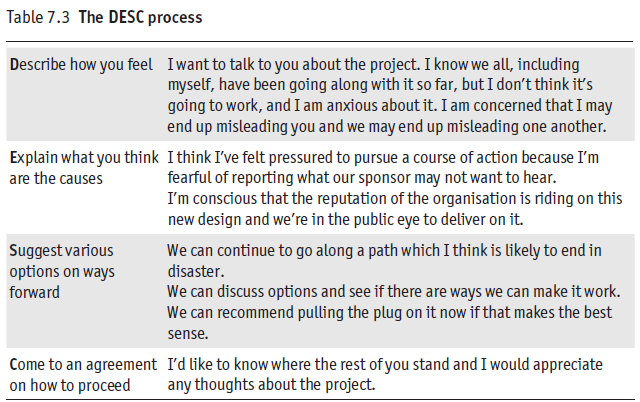 Table 7.3 The DESC process
Describe how you feel
I want to talk to you about the project. I know we all, including
myself, have been going along with it so far, but I don't think it's
going to work, and I am anxious about it. I am concerned that I may
end up misleading you and we may end up misleading one another.
Explain what you think
are the causes
I think I've felt pressured to pursue a course of action because I'm
fearful of reporting what our sponsor may not want to hear.
I'm conscious that the reputation of the organisation is riding on this
new design and we're in the public eye to deliver on it.
Suggest various
options on ways
forward
We can continue to go along a path which I think is likely to end in
disaster.
We can discuss options and see if there are ways we can make it work.
We can recommend pulling the plug on it now if that makes the best
sense.
Come to an agreement
on how to proceed
I'd like to know where the rest of you stand and I would appreciate
any thoughts about the project.